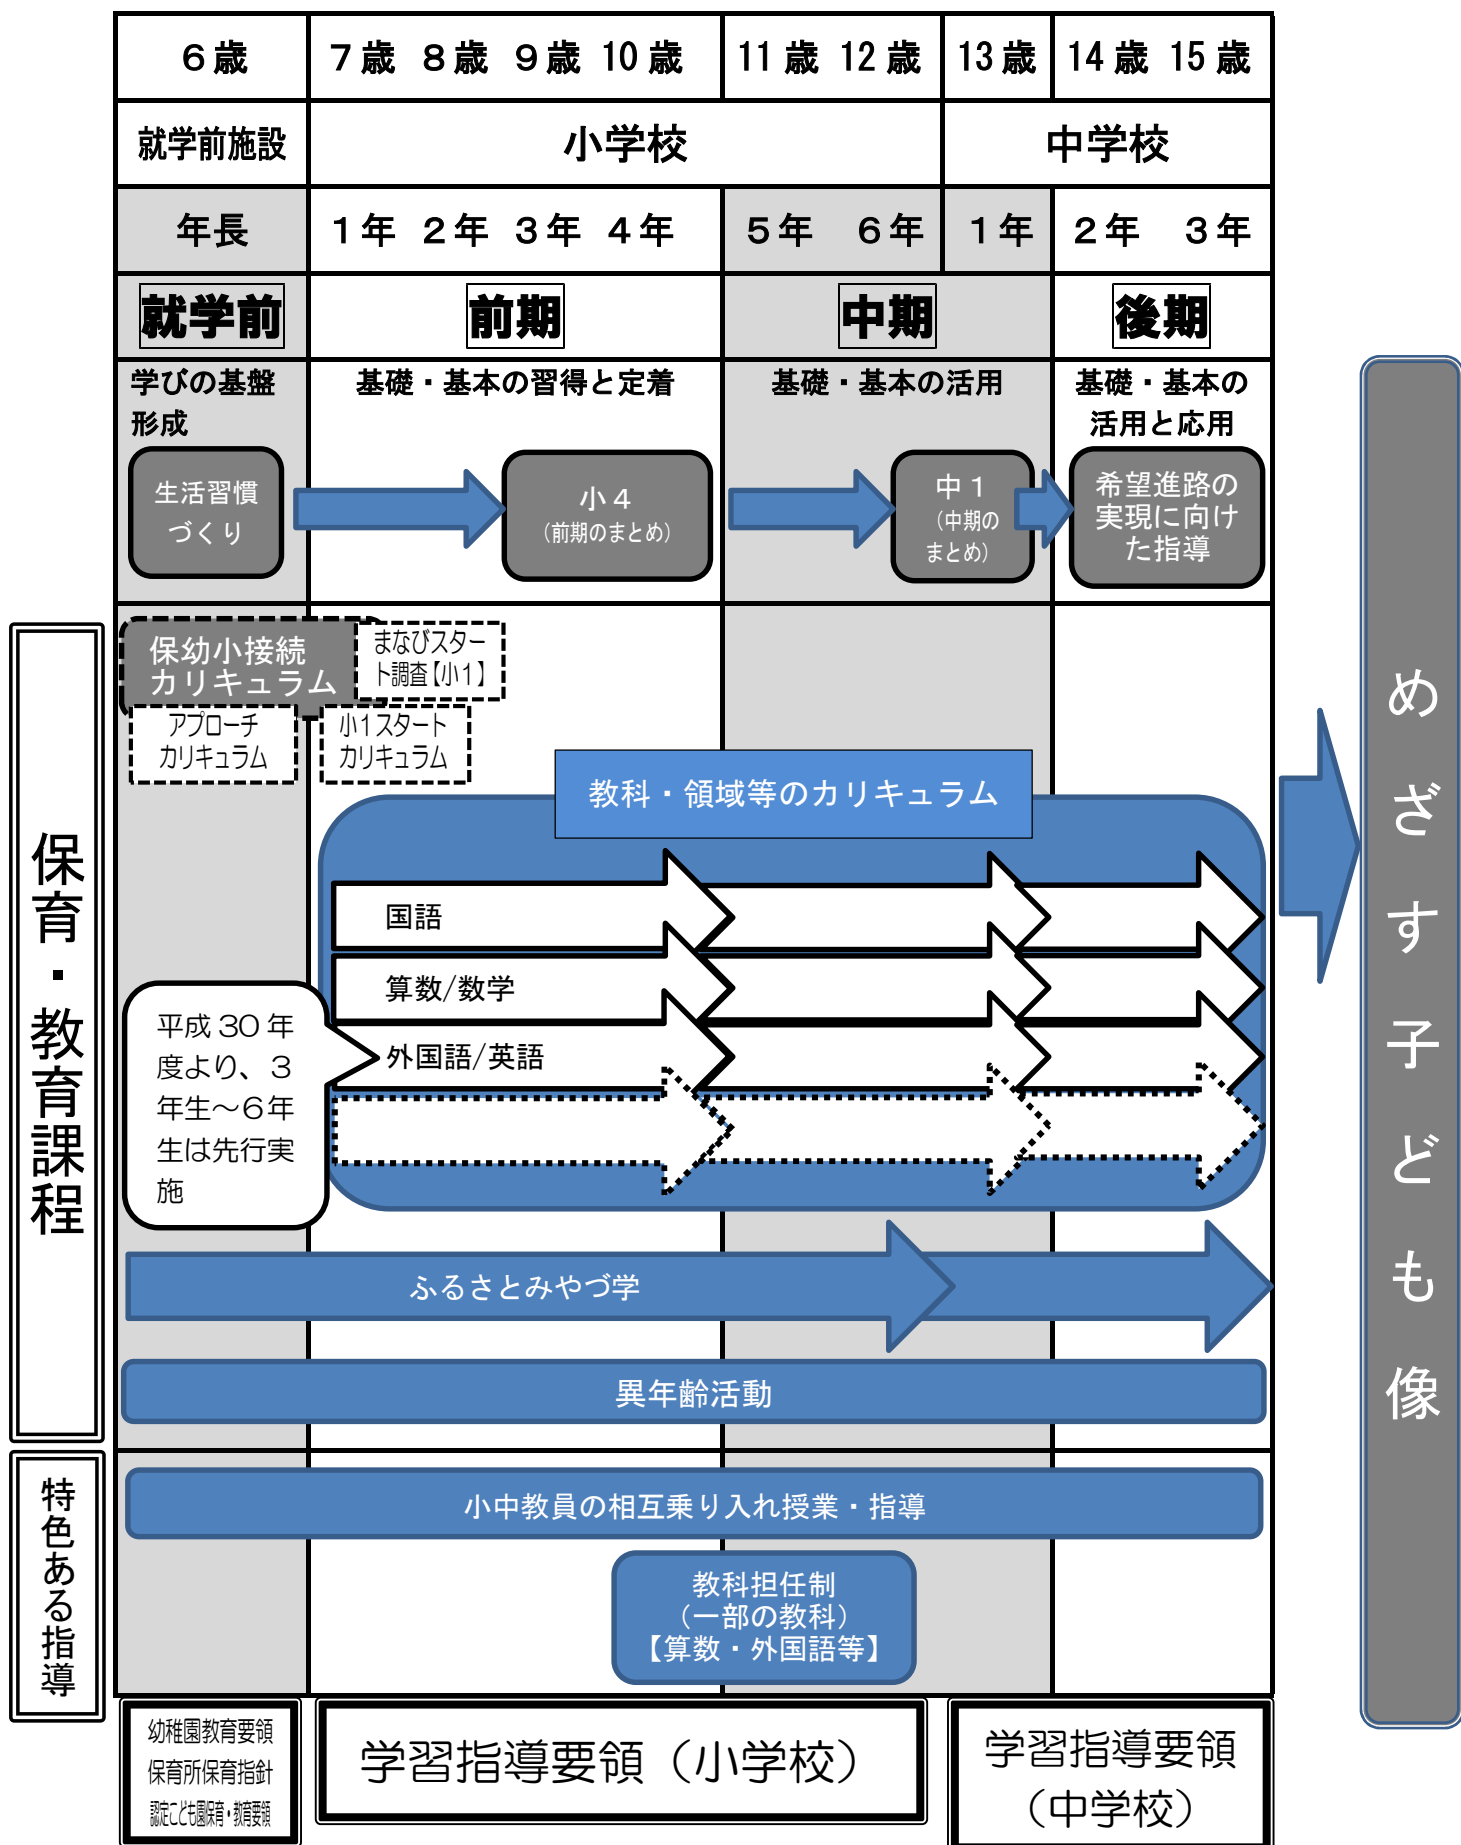 6歳 7歳 8歳 9歳 10歳 11歳 12歳 13歳 14歳 15歳
就学前施設 小学校 中学校
年長 1年 2年 3年 4年 5年 6年 1年 2年 3年
就学前 前期 中期 後期
学びの基盤
形成
基礎・基本の習得と定着
基礎・基本の活用
基礎・基本の
活用と応用
生活習慣
づくり
小4
(前期のまとめ)
中1
(中期の
まとめ)
希望進路の
実現に向け
た指導
保育・教育課程
保幼小接続
カリキュラム
まなびスター
ト調査【小1】
アプローチ
カリキュラム
小1スタート
カリキュラム
教科・領域等のカリキュラム
国語
算数/数学
外国語/英語
平成30年
度より、3
年生～6年
生は先行実
施
ふるさとみやづ学
異年齢活動
めざす子ども像
特色ある指導
小中教員の相互乗り入れ授業・指導
教科担任制
(一部の教科)
【算数・外国語等】
幼稚園教育要領
保育所保育指針
認定こども園保育・教育要領
学習指導要領(小学校)
学習指導要領
(中学校)